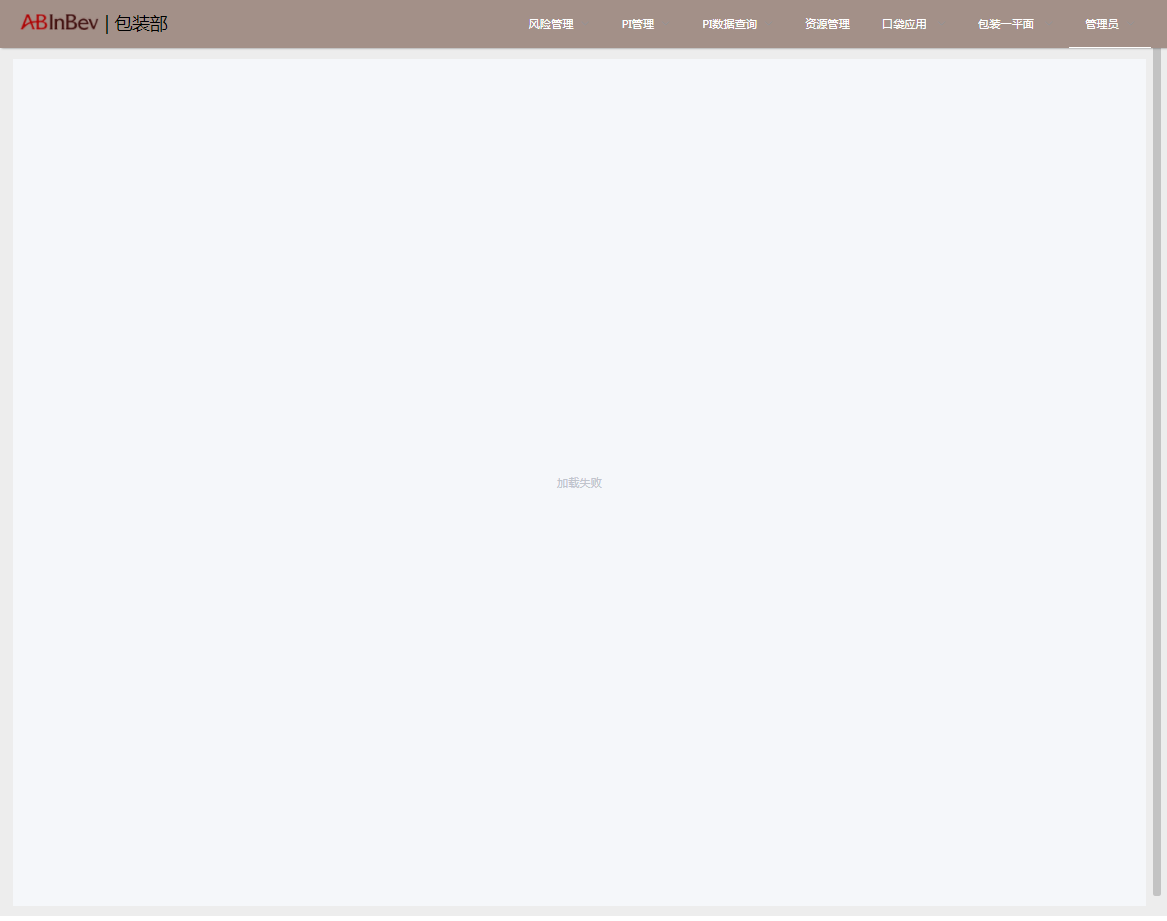 ABInBev | 包装部
风险管理 PI管理 PI数据查询 资源管理 口袋应用 包装一平面 管理员
加载失败